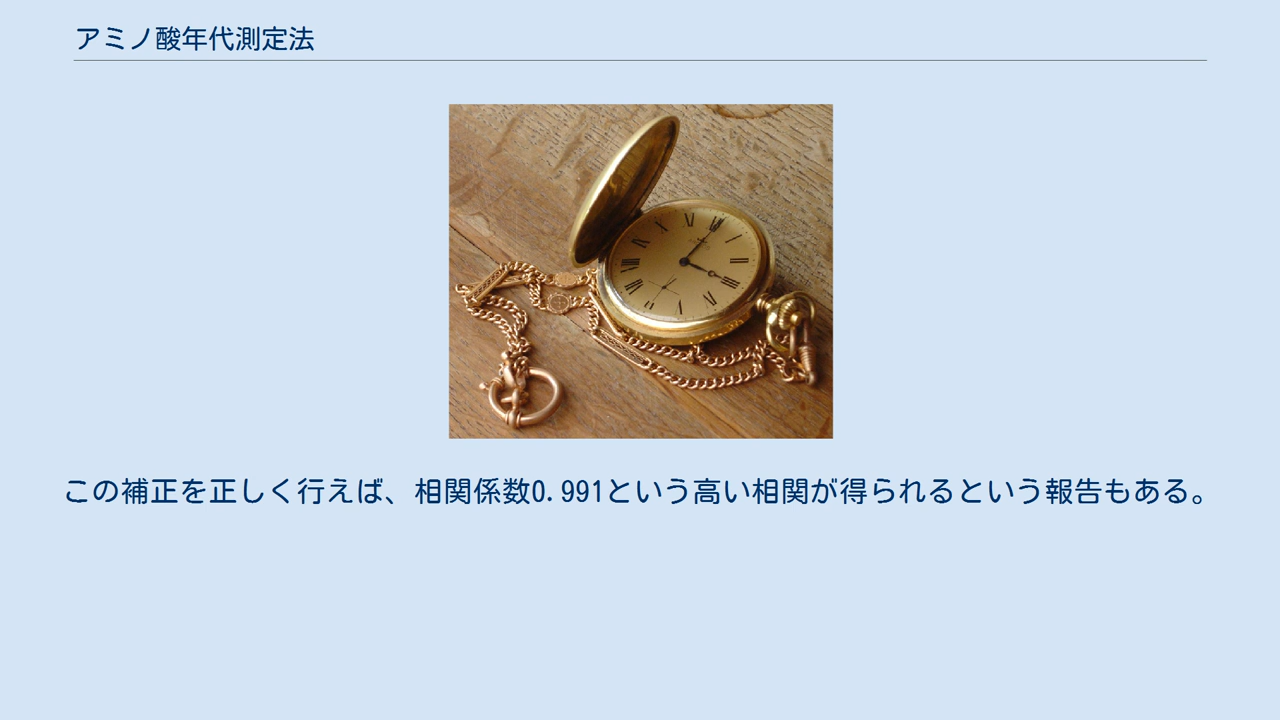 アミノ酸年代測定法
この補正を正しく行えば、相関係数0.991という高い相関が得られるという報告もある。